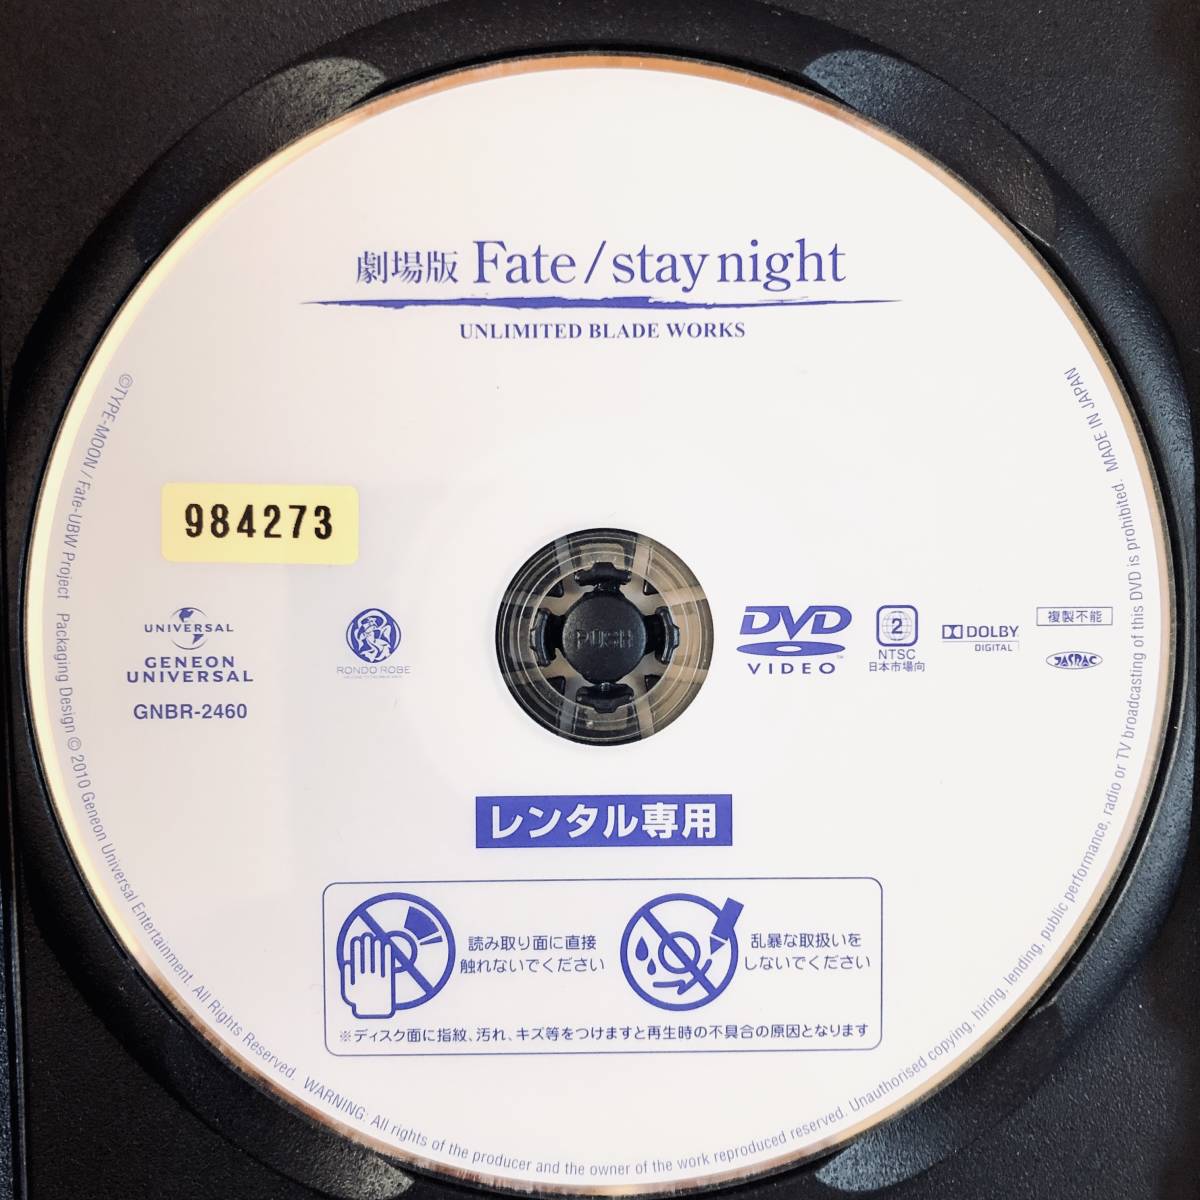 劇場版 Fate/stay night
UNLIMITED BLADE WORKS
984273
UNIVERSAL
GENEON
UNIVERSAL
GNBR-2460
RONDO ROBE
PUSH
DVD
VIDEO
TM
2
NTSC
日本市場向
DOLBY
DIGITAL
複製不能
JASRAC
レンタル専用
読み取り面に直接
触れないでください
乱暴な取扱いを
しないでください
※ディスク面に指紋、汚れ、キズ等をつけますと再生時の不具合の原因となります
©TYPE-MOON / Fate-UBW Project Packaging Design © 2010 Geneon Universal Entertainment. All Rights Reserved. WARNING: All rights of the producer and the owner of the work reproduced reserved. Unauthorised copying, hiring, lending, public performance, radio or TV broadcasting of this DVD is prohibited. MADE IN JAPAN